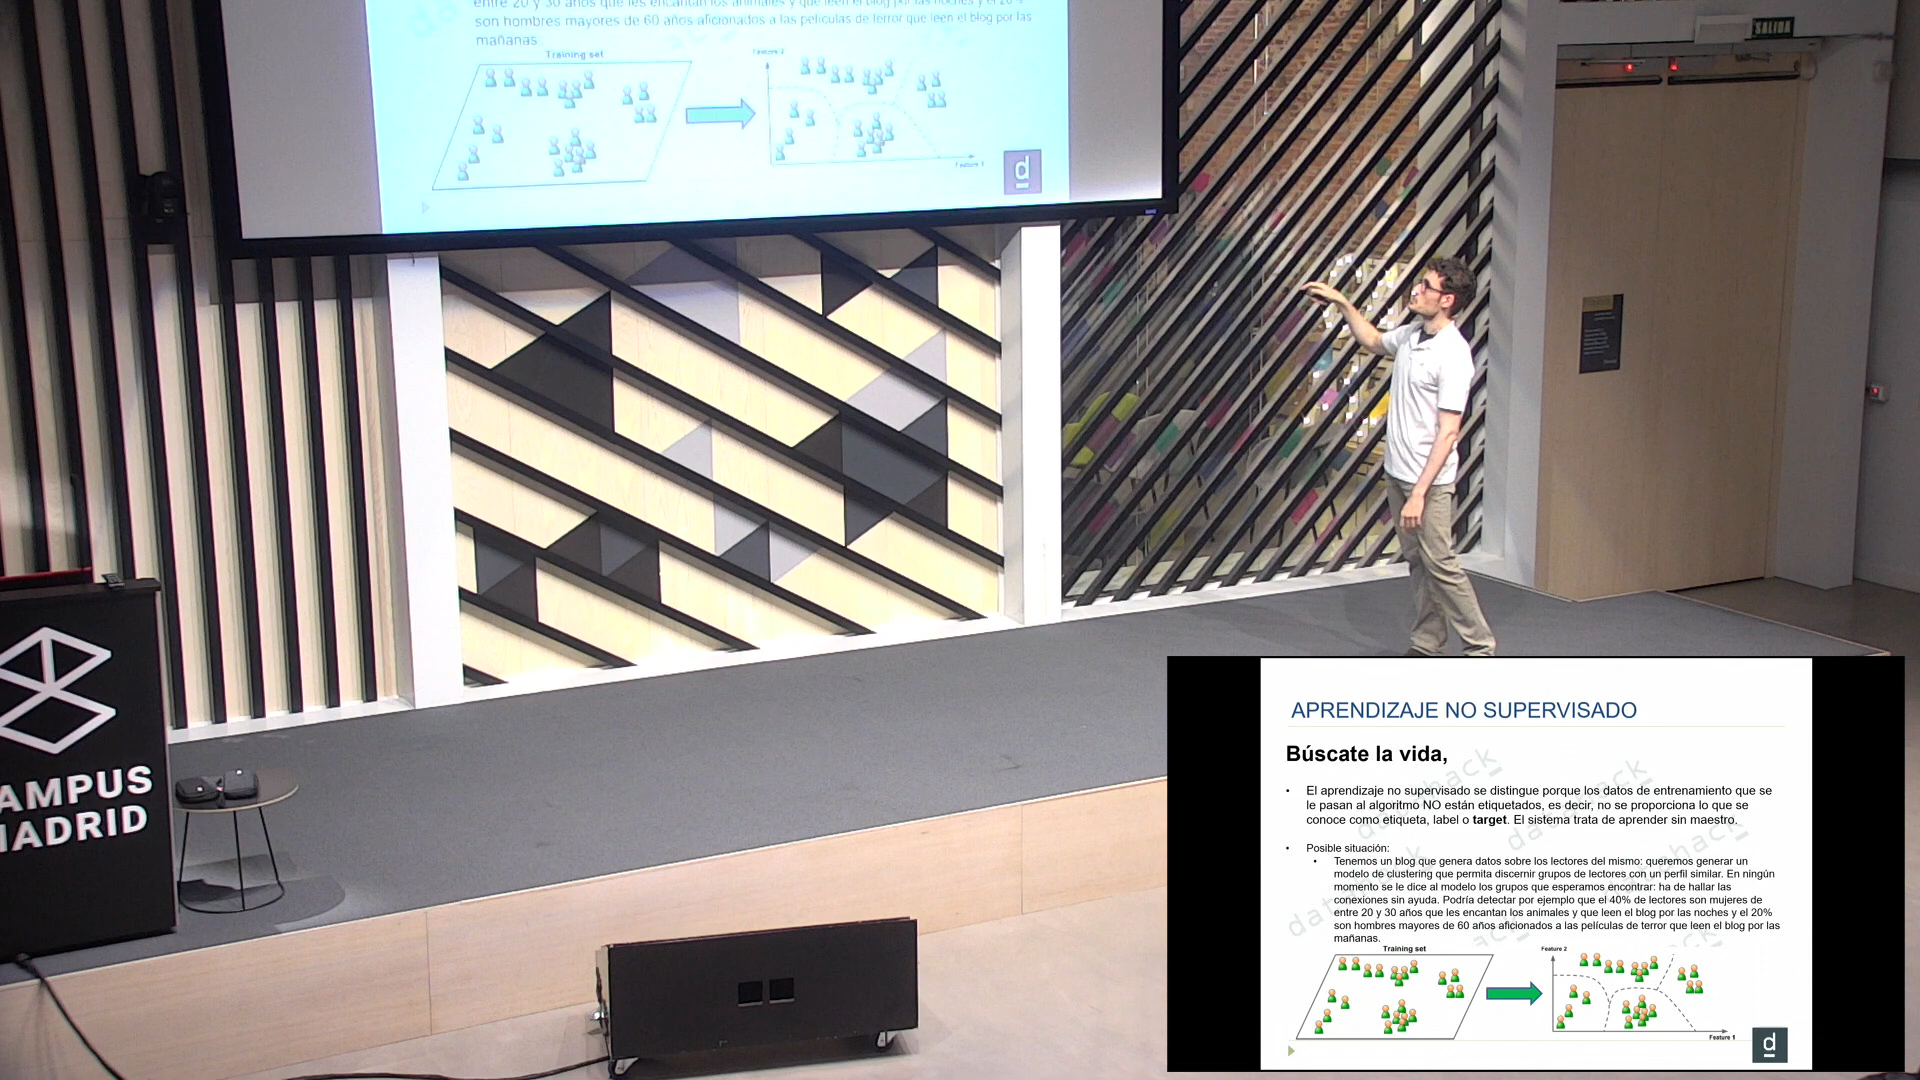 entre 20 y 30 años que les encantan los animales y que leen el blog por las noches y el 20%
son hombres mayores de 60 años aficionados a las películas de terror que leen el blog por las
mañanas.
Training set
Feature 2
Feature 1
d
SALIDA
AMPUS
MADRID
APRENDIZAJE NO SUPERVISADO
Búscate la vida,
• El aprendizaje no supervisado se distingue porque los datos de entrenamiento que se
le pasan al algoritmo NO están etiquetados, es decir, no se proporciona lo que se
conoce como etiqueta, label o target. El sistema trata de aprender sin maestro.
• Posible situación:
• Tenemos un blog que genera datos sobre los lectores del mismo: queremos generar un
modelo de clustering que permita discernir grupos de lectores con un perfil similar. En ningún
momento se le dice al modelo los grupos que esperamos encontrar: ha de hallar las
conexiones sin ayuda. Podría detectar por ejemplo que el 40% de lectores son mujeres de
entre 20 y 30 años que les encantan los animales y que leen el blog por las noches y el 20%
son hombres mayores de 60 años aficionados a las películas de terror que leen el blog por las
mañanas.
Training set
Feature 2
Feature 1
d